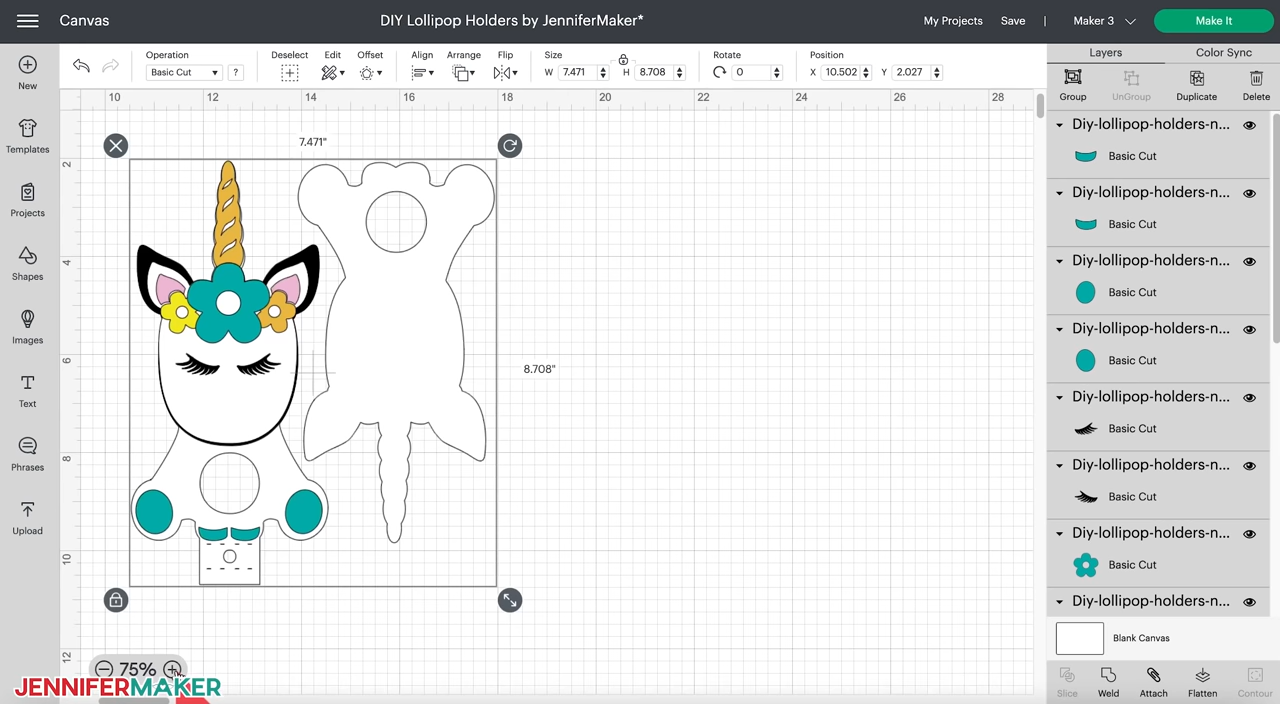 Canvas
DIY Lollipop Holders by JenniferMaker*
My Projects
Save
Maker 3
Make It
New
Templates
Projects
Shapes
Images
Text
Phrases
Upload
Operation
Basic Cut
?
Deselect
Edit
Offset
Align
Arrange
Flip
Size
W 7.471
H 8.708
Rotate
0
Position
X 10.502
Y 2.027
10 12 14 16 18 20 22 24 26 28
2
4
6
8
10
12
7.471"
8.708"
75%
JENNIFERMAKER
Layers
Color Sync
Group
UnGroup
Duplicate
Delete
Diy-lollipop-holders-n...
Basic Cut
Diy-lollipop-holders-n...
Basic Cut
Diy-lollipop-holders-n...
Basic Cut
Diy-lollipop-holders-n...
Basic Cut
Diy-lollipop-holders-n...
Basic Cut
Diy-lollipop-holders-n...
Basic Cut
Diy-lollipop-holders-n...
Basic Cut
Diy-lollipop-holders-n...
Blank Canvas
Slice
Weld
Attach
Flatten
Contour